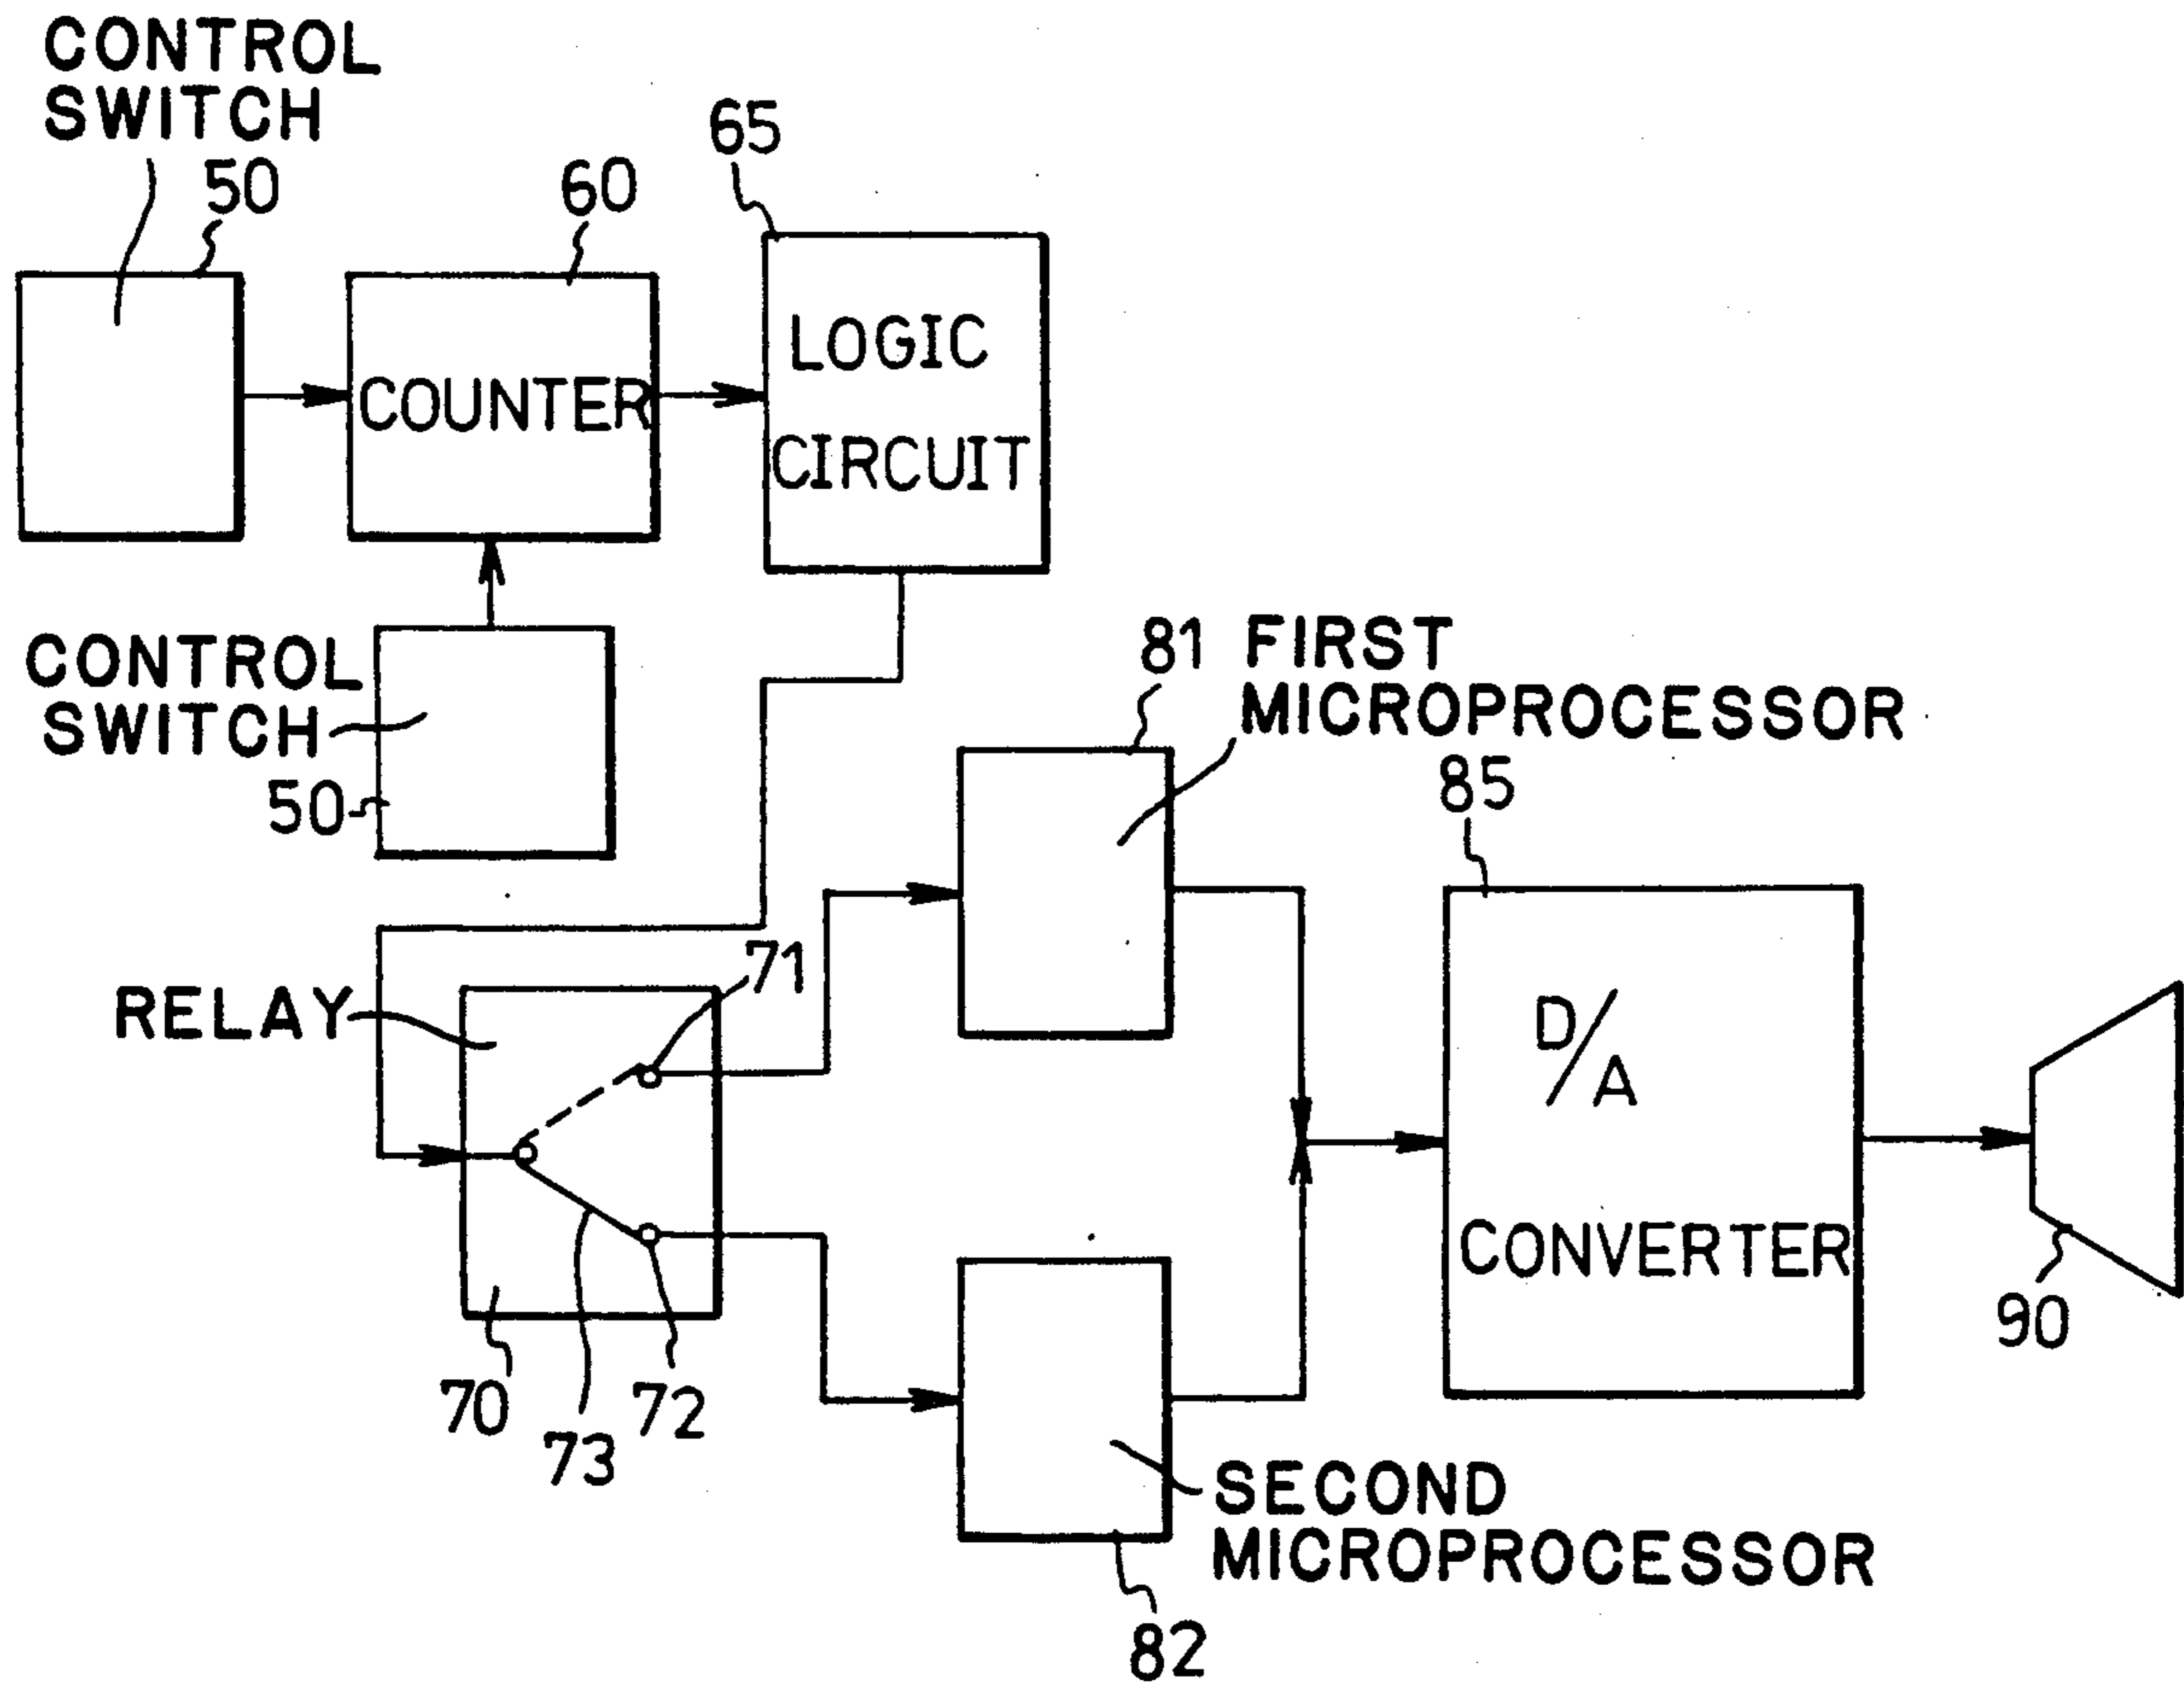 CONTROL
SWITCH
50
60
65
COUNTER
LOGIC
CIRCUIT
CONTROL
SWITCH
50
81 FIRST
MICROPROCESSOR
85
RELAY
71
70
73
72
D/A
CONVERTER
90
SECOND
MICROPROCESSOR
82